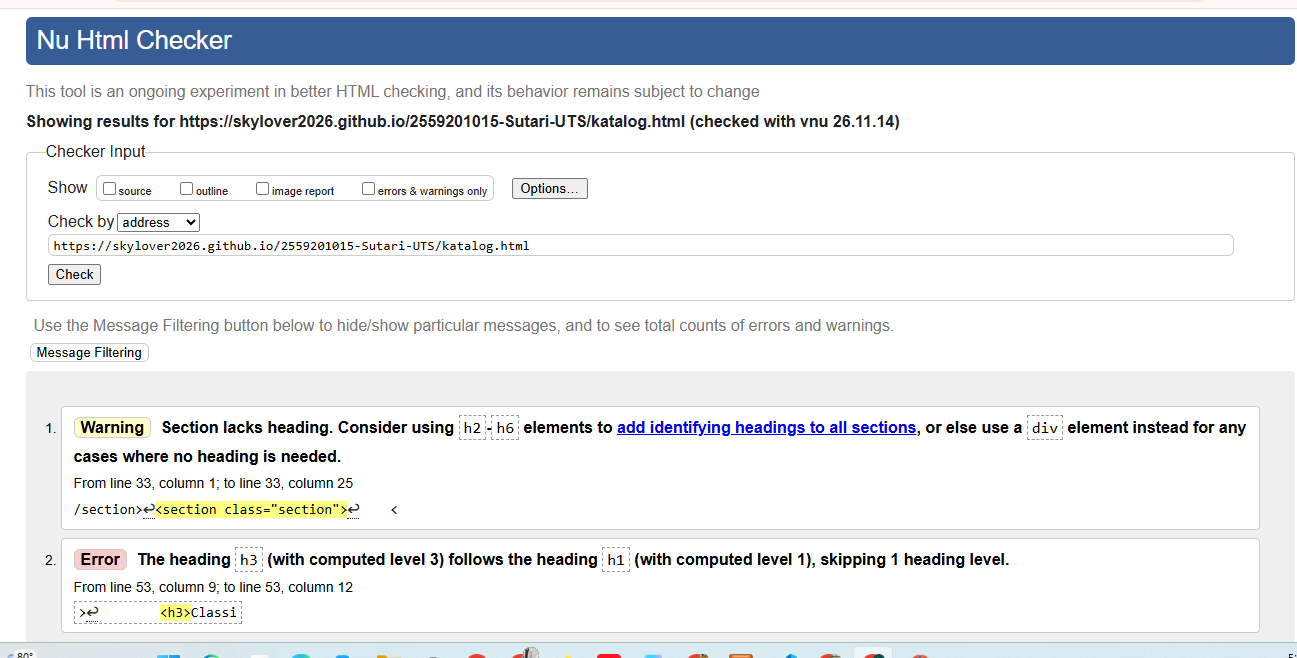 Nu Html Checker
This tool is an ongoing experiment in better HTML checking, and its behavior remains subject to change
Showing results for https://skylover2026.github.io/2559201015-Sutari-UTS/katalog.html (checked with vnu 26.11.14)
Checker Input
Show source outline image report errors & warnings only Options...
Check by address
https://skylover2026.github.io/2559201015-Sutari-UTS/katalog.html
Check
Use the Message Filtering button below to hide/show particular messages, and to see total counts of errors and warnings.
Message Filtering
1. Warning Section lacks heading. Consider using h2-h6 elements to add identifying headings to all sections, or else use a div element instead for any
cases where no heading is needed.
From line 33, column 1; to line 33, column 25
/section>↩<section class="section">↩ <
2. Error The heading h3 (with computed level 3) follows the heading h1 (with computed level 1), skipping 1 heading level.
From line 53, column 9; to line 53, column 12
>↩ <h3>Classi
80°